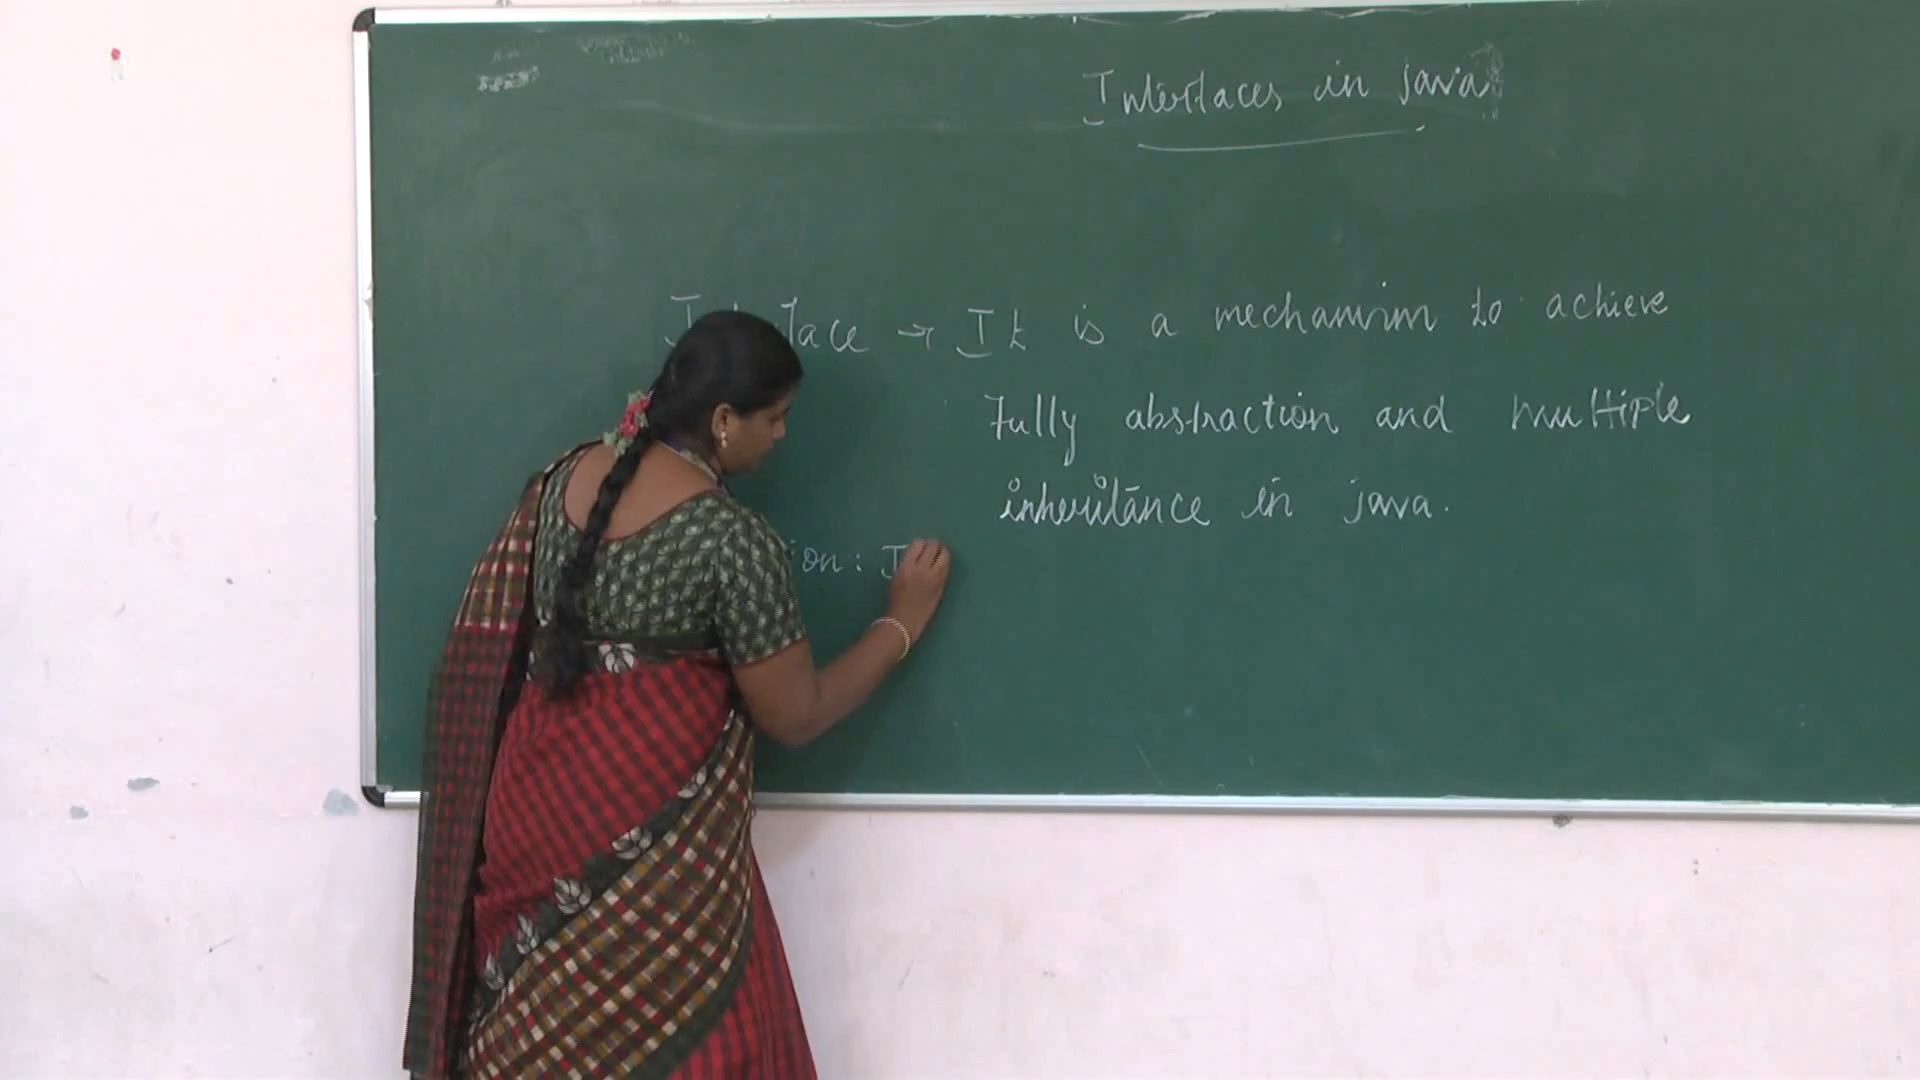 Interfaces in java
→ It is a mechanism to achieve
Fully abstraction and multiple
inheritance in java.